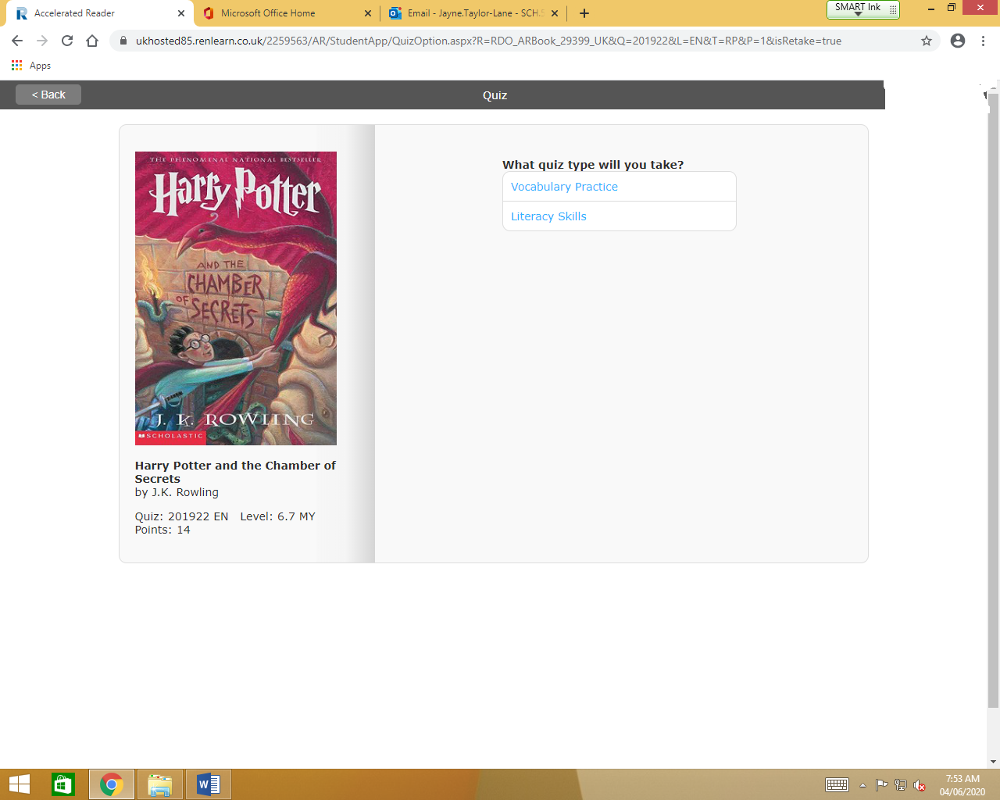 Accelerated Reader
Microsoft Office Home
Email - Jayne.Taylor-Lane - SCH.
SMART Ink
ukhosted85.renlearn.co.uk/2259563/AR/StudentApp/QuizOption.aspx?R=RDO_ARBook_29399_UK&Q=201922&L=EN&T=RP&P=1&isRetake=true
Apps
< Back
Quiz
THE PHENOMENAL NATIONAL BESTSELLER
Harry Potter
AND THE
CHAMBER
OF
SECRETS
J. K. ROWLING
SCHOLASTIC
Harry Potter and the Chamber of
Secrets
by J.K. Rowling
Quiz: 201922 EN Level: 6.7 MY
Points: 14
What quiz type will you take?
Vocabulary Practice
Literacy Skills
7:53 AM
04/06/2020